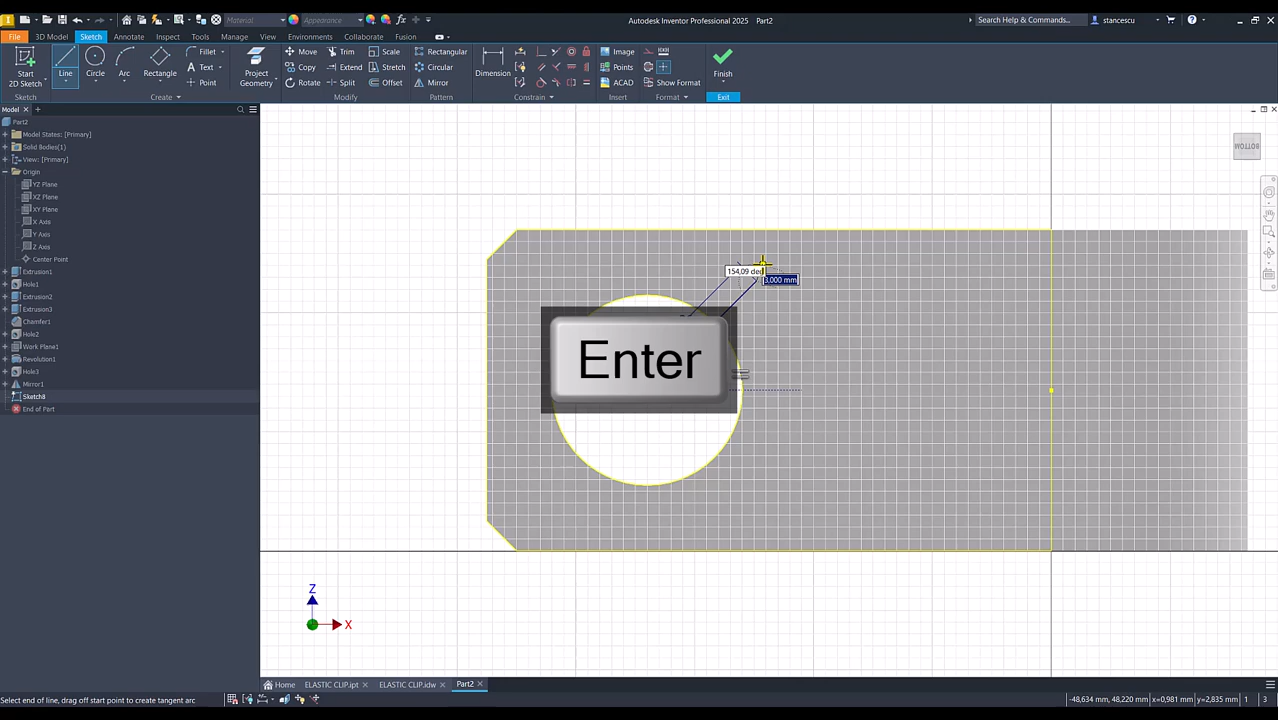 Material
Appearance
fx
Autodesk Inventor Professional 2025 Part2
Search Help & Commands...
stancescu
File
3D Model
Sketch
Annotate
Inspect
Tools
Manage
View
Environments
Collaborate
Fusion
Start
2D Sketch
Line
Circle
Arc
Rectangle
Fillet
Text
Point
Project
Geometry
Move
Copy
Rotate
Trim
Extend
Split
Scale
Stretch
Offset
Rectangular
Circular
Mirror
Dimension
Image
Points
ACAD
Show Format
Finish
Sketch
Create
Modify
Pattern
Constrain
Insert
Format
Exit
Model
Part2
Model States: [Primary]
Solid Bodies(1)
View: [Primary]
Origin
YZ Plane
XZ Plane
XY Plane
X Axis
Y Axis
Z Axis
Center Point
Extrusion1
Hole1
Extrusion2
Extrusion3
Chamfer1
Hole2
Work Plane1
Revolution1
Hole3
Mirror1
Sketch8
End of Part
BOTTOM
154,09 deg
3,000 mm
Enter
Z
X
Home
ELASTIC CLIP.ipt
ELASTIC CLIP.idw
Part2
Select end of line, drag off start point to create tangent arc
-48,634 mm, 48,220 mm
x=0,981 mm
y=2,835 mm
1
3